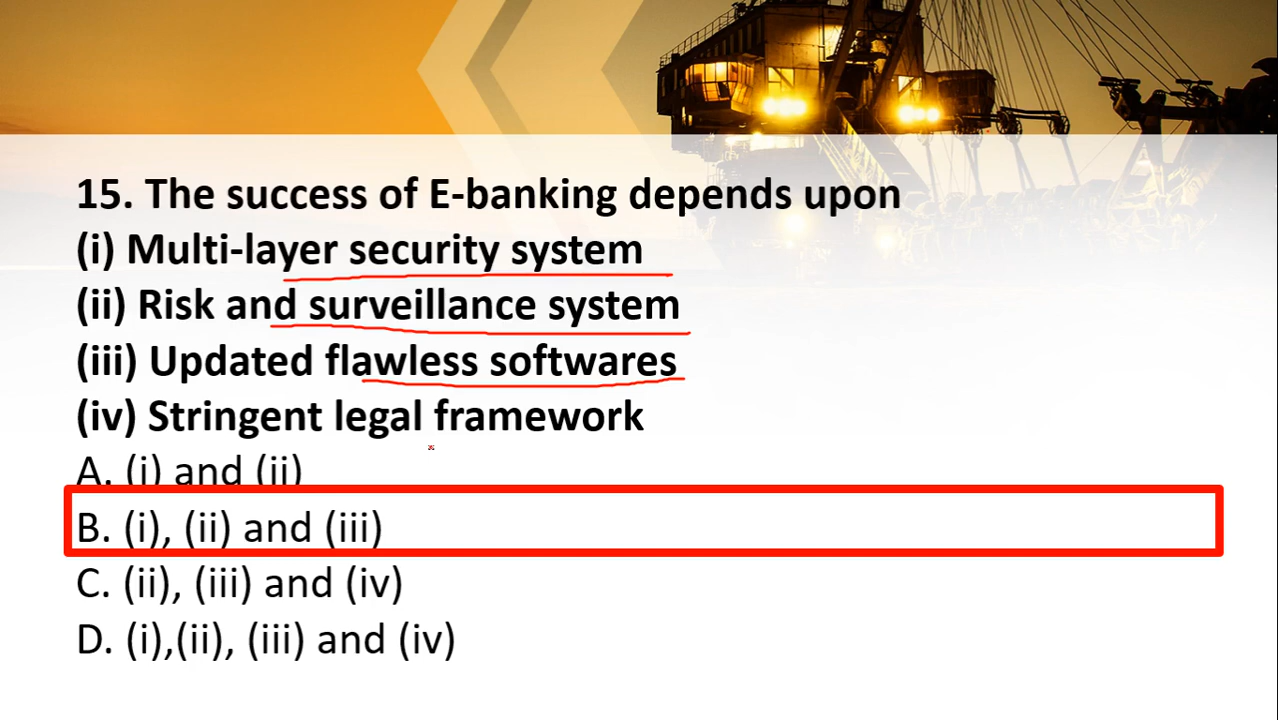 15. The success of E-banking depends upon
(i) Multi-layer security system
(ii) Risk and surveillance system
(iii) Updated flawless softwares
(iv) Stringent legal framework
A. (i) and (ii)
B. (i), (ii) and (iii)
C. (ii), (iii) and (iv)
D. (i),(ii), (iii) and (iv)